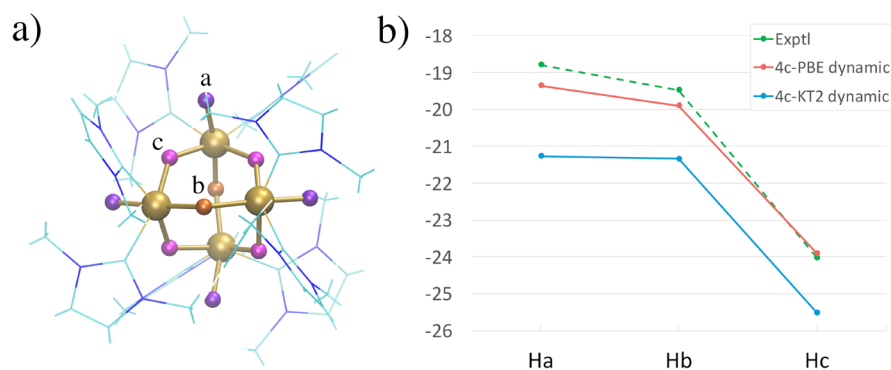 a)
a
c
b
b)
-18
-19
-20
-21
-22
-23
-24
-25
-26
Exptl
4c-PBE dynamic
4c-KT2 dynamic
Ha Hb Hc